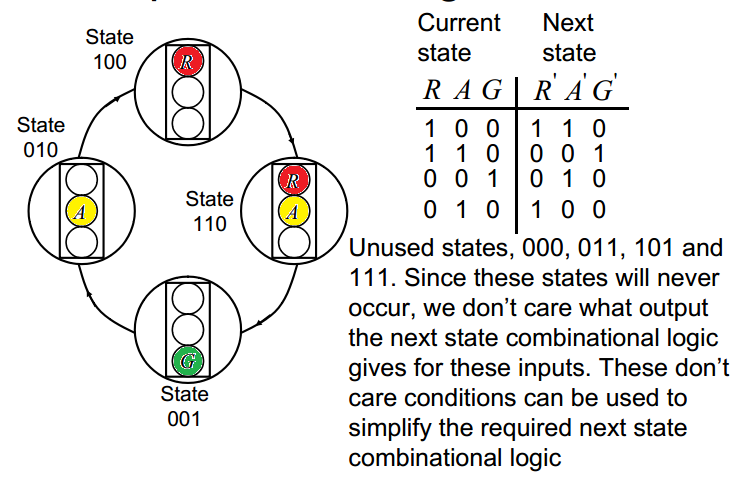 State
100
R
State
010
A
State
110
R
A
G
State
001
Current Next
state state
R A G R' A' G'
1 0 0 1 1 0
1 1 0 0 0 1
0 0 1 0 1 0
0 1 0 1 0 0
Unused states, 000, 011, 101 and
111. Since these states will never
occur, we don’t care what output
the next state combinational logic
gives for these inputs. These don’t
care conditions can be used to
simplify the required next state
combinational logic